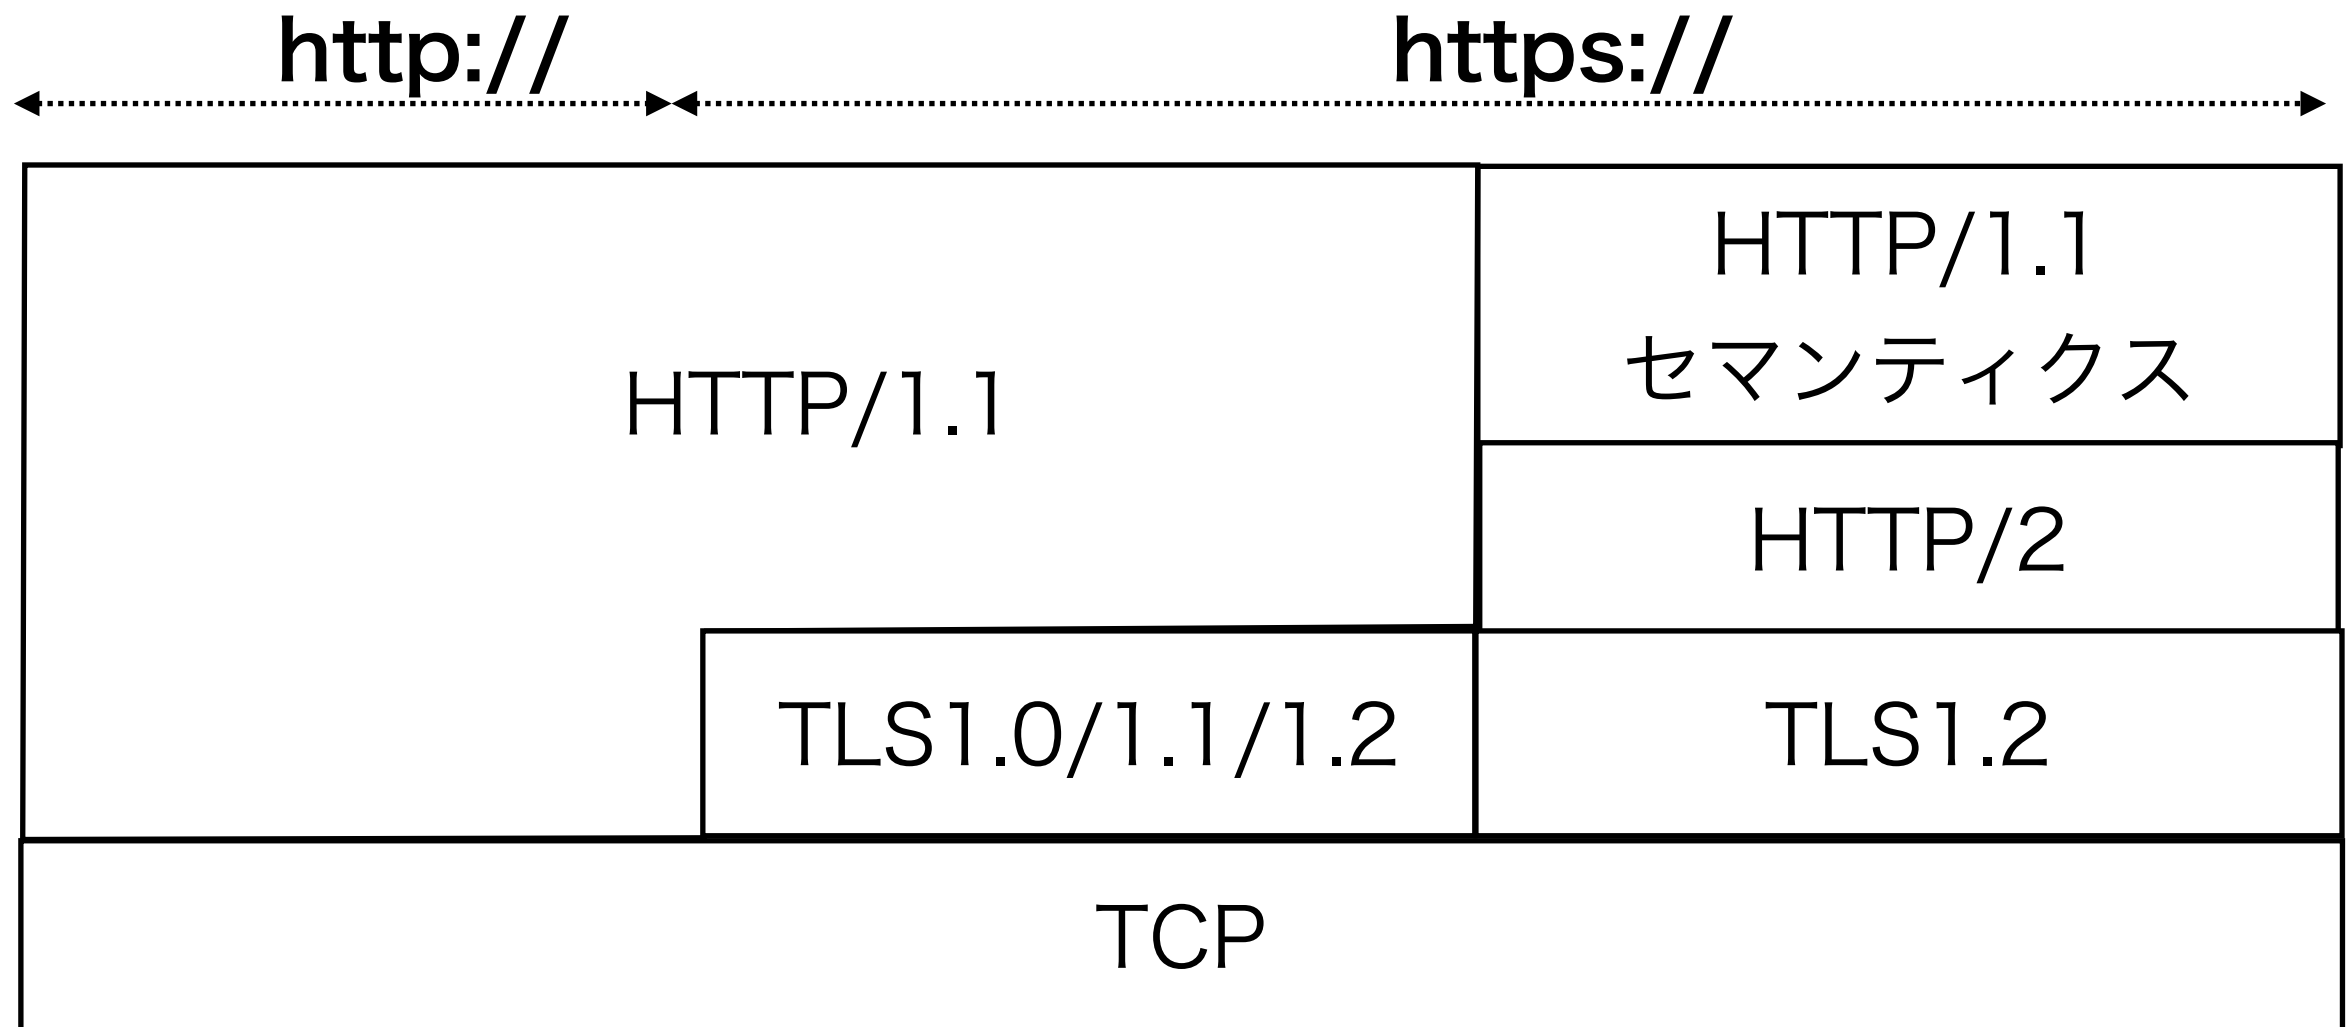 http://
https://
HTTP/1.1
HTTP/1.1
セマンティクス
HTTP/2
TLS1.0/1.1/1.2
TLS1.2
TCP